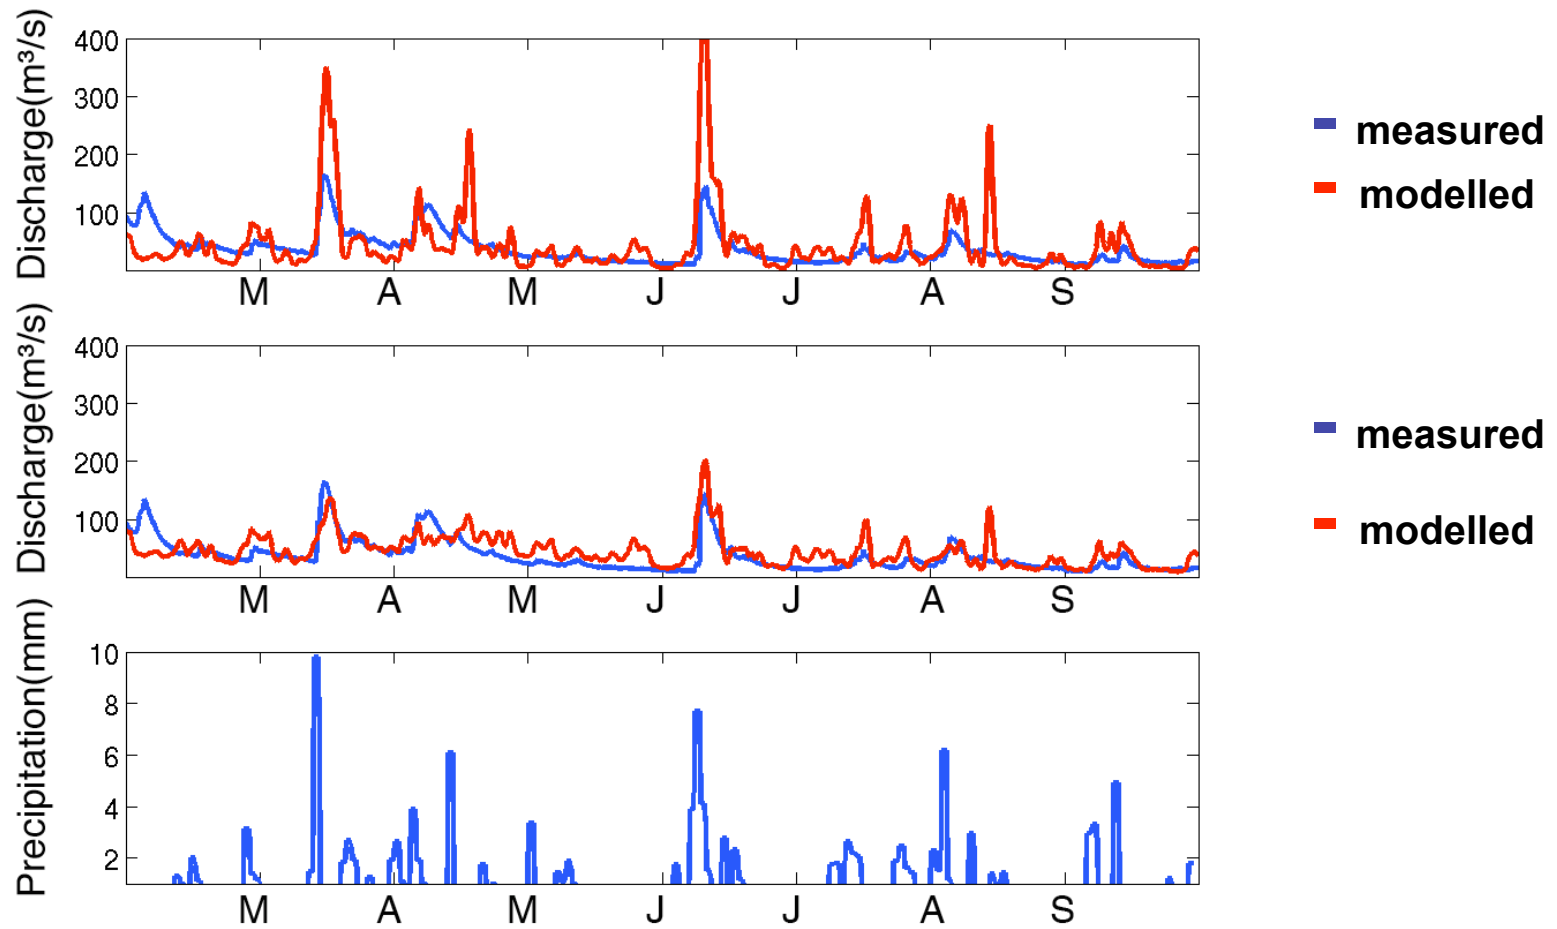 Discharge(m³/s)
400
300
200
100
M A M J J A S
measured
modelled
Discharge(m³/s)
400
300
200
100
M A M J J A S
measured
modelled
Precipitation(mm)
10
8
6
4
2
M A M J J A S